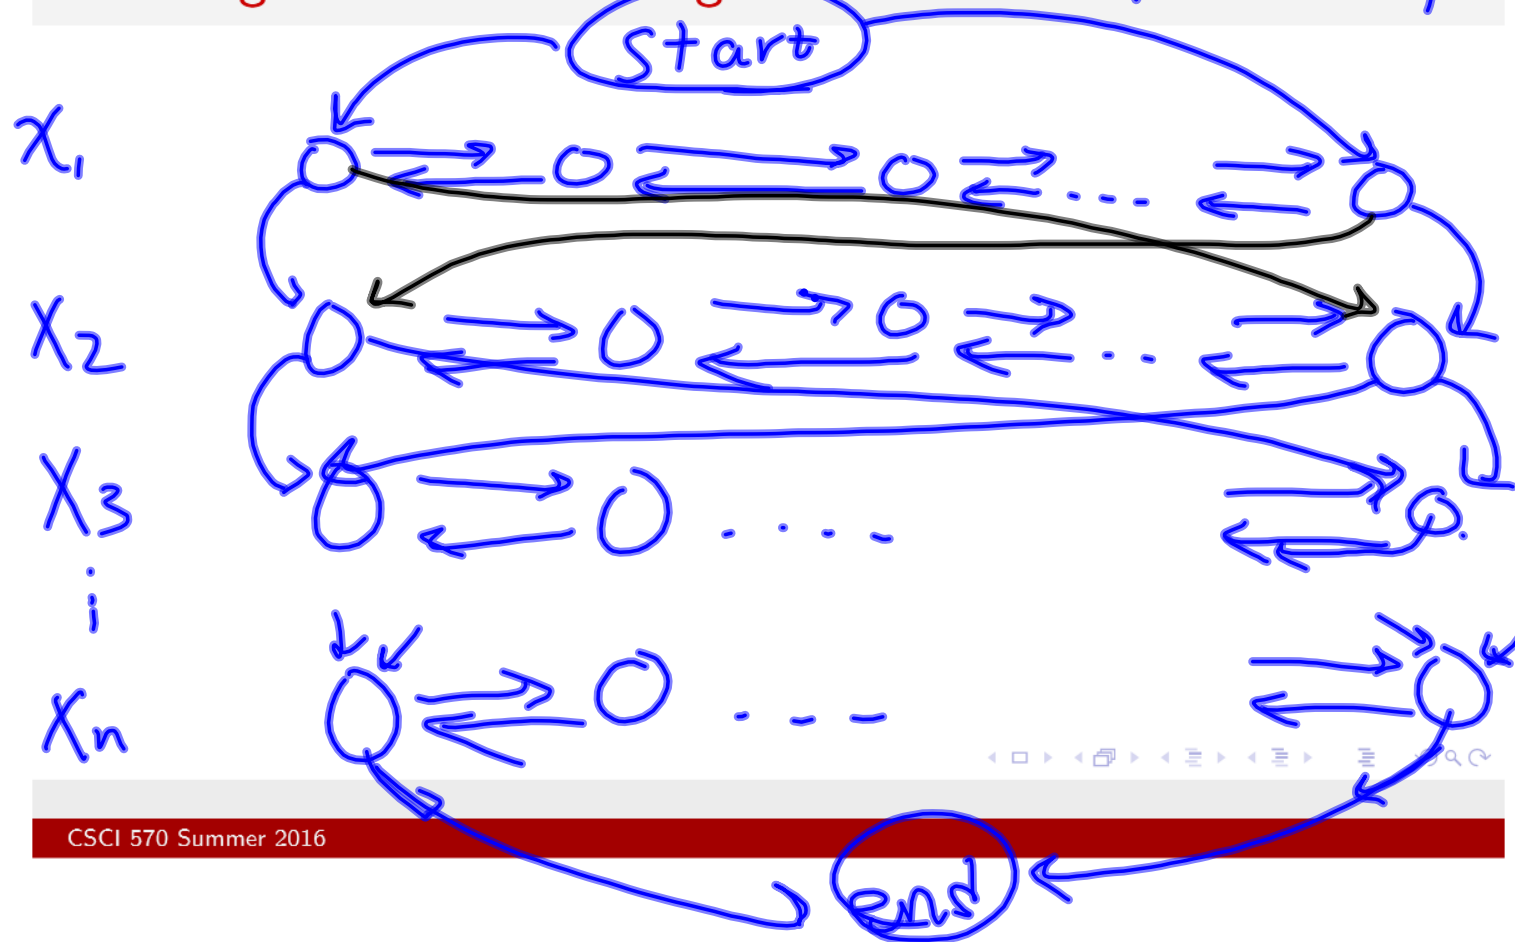 start
x₁
X₂
X₃
Xₙ
CSCI 570 Summer 2016
end